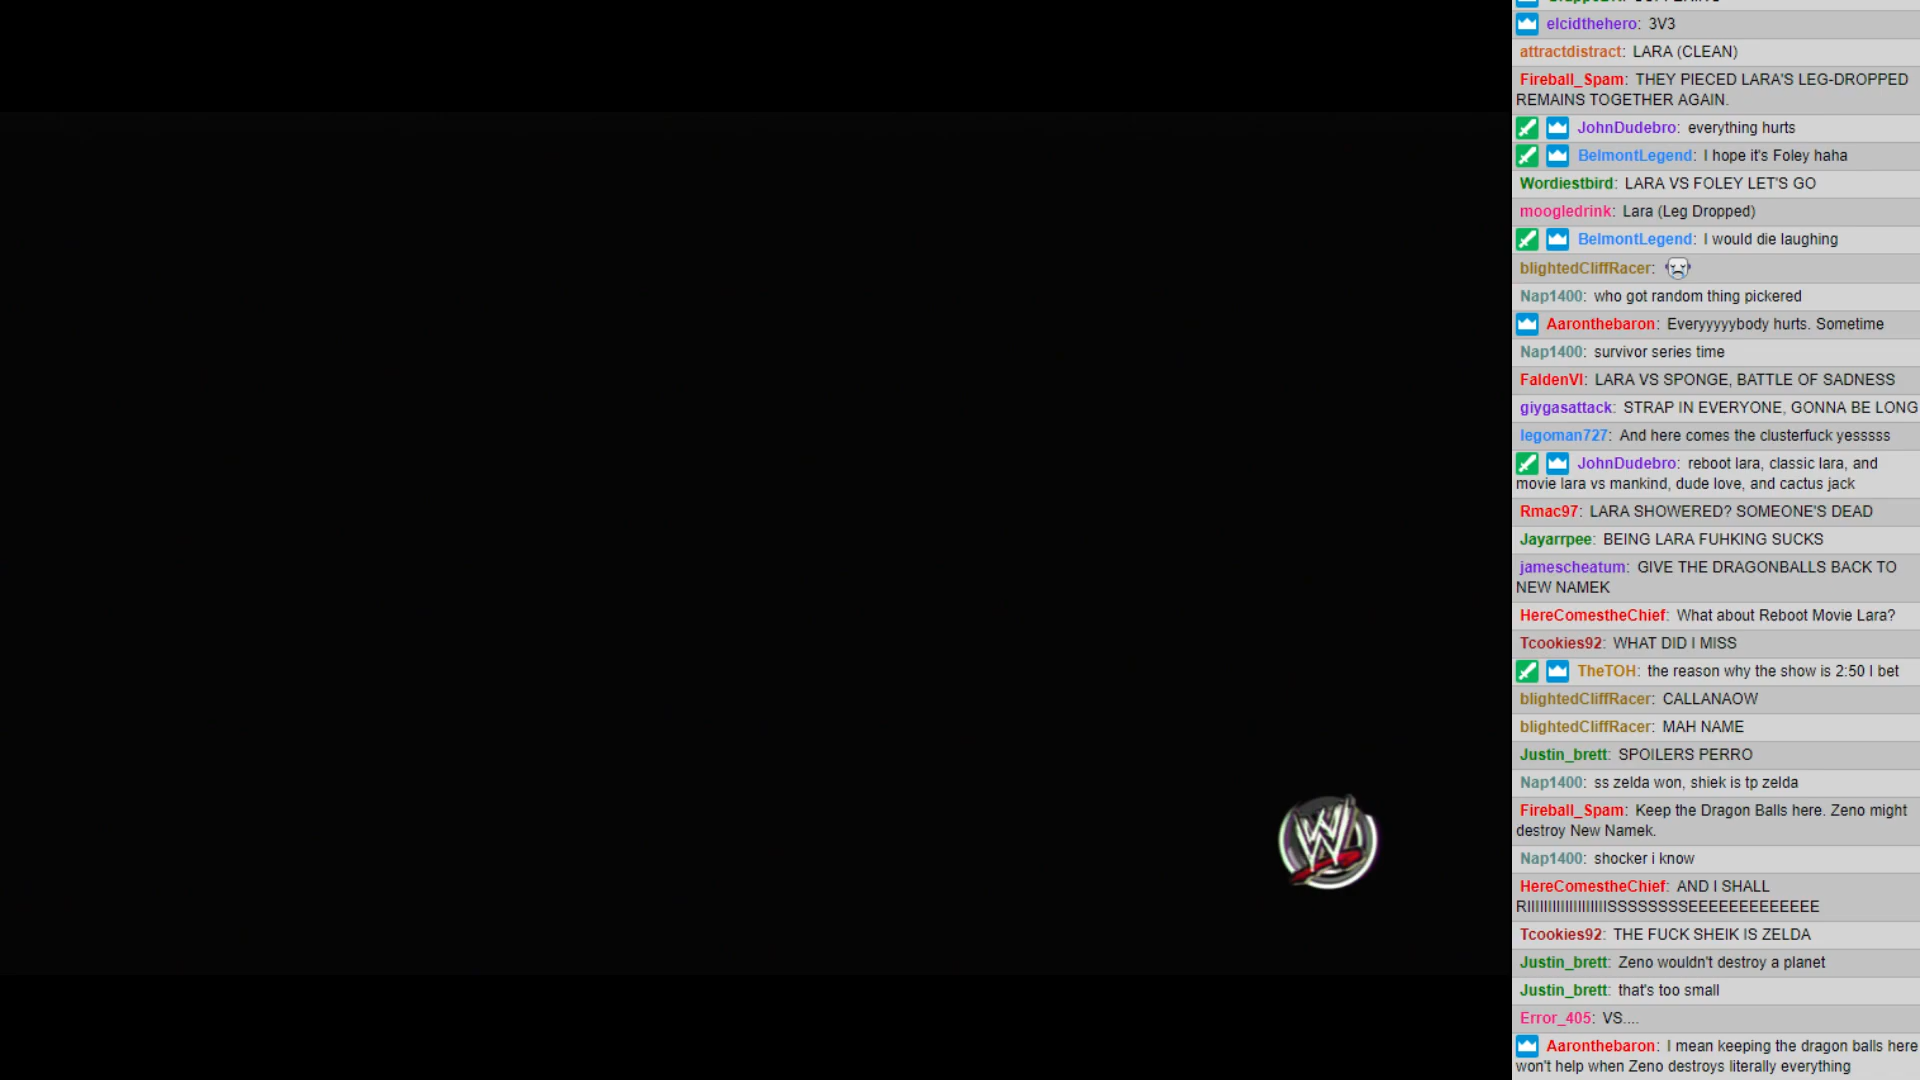 elcidthehero: 3V3
attractdistract: LARA (CLEAN)
Fireball_Spam: THEY PIECED LARA'S LEG-DROPPED
REMAINS TOGETHER AGAIN.
JohnDudebro: everything hurts
BelmontLegend: I hope it's Foley haha
Wordiestbird: LARA VS FOLEY LET'S GO
moogledrink: Lara (Leg Dropped)
BelmontLegend: I would die laughing
blightedCliffRacer:
Nap1400: who got random thing pickered
Aaronthebaron: Everyyyyybody hurts. Sometime
Nap1400: survivor series time
FaldenVI: LARA VS SPONGE, BATTLE OF SADNESS
giygasattack: STRAP IN EVERYONE, GONNA BE LONG
legoman727: And here comes the clusterfuck yesssss
JohnDudebro: reboot lara, classic lara, and
movie lara vs mankind, dude love, and cactus jack
Rmac97: LARA SHOWERED? SOMEONE'S DEAD
Jayarrpee: BEING LARA FUHKING SUCKS
jamescheatum: GIVE THE DRAGONBALLS BACK TO
NEW NAMEK
HereComestheChief: What about Reboot Movie Lara?
Tcookies92: WHAT DID I MISS
TheTOH: the reason why the show is 2:50 I bet
blightedCliffRacer: CALLANAOW
blightedCliffRacer: MAH NAME
Justin_brett: SPOILERS PERRO
Nap1400: ss zelda won, shiek is tp zelda
Fireball_Spam: Keep the Dragon Balls here. Zeno might
destroy New Namek.
Nap1400: shocker i know
HereComestheChief: AND I SHALL
RIIIIIIIIIIIIIIIIIIISSSSSSSSEEEEEEEEEEEEE
Tcookies92: THE FUCK SHEIK IS ZELDA
Justin_brett: Zeno wouldn't destroy a planet
Justin_brett: that's too small
Error_405: VS....
Aaronthebaron: I mean keeping the dragon balls here
won't help when Zeno destroys literally everything
W